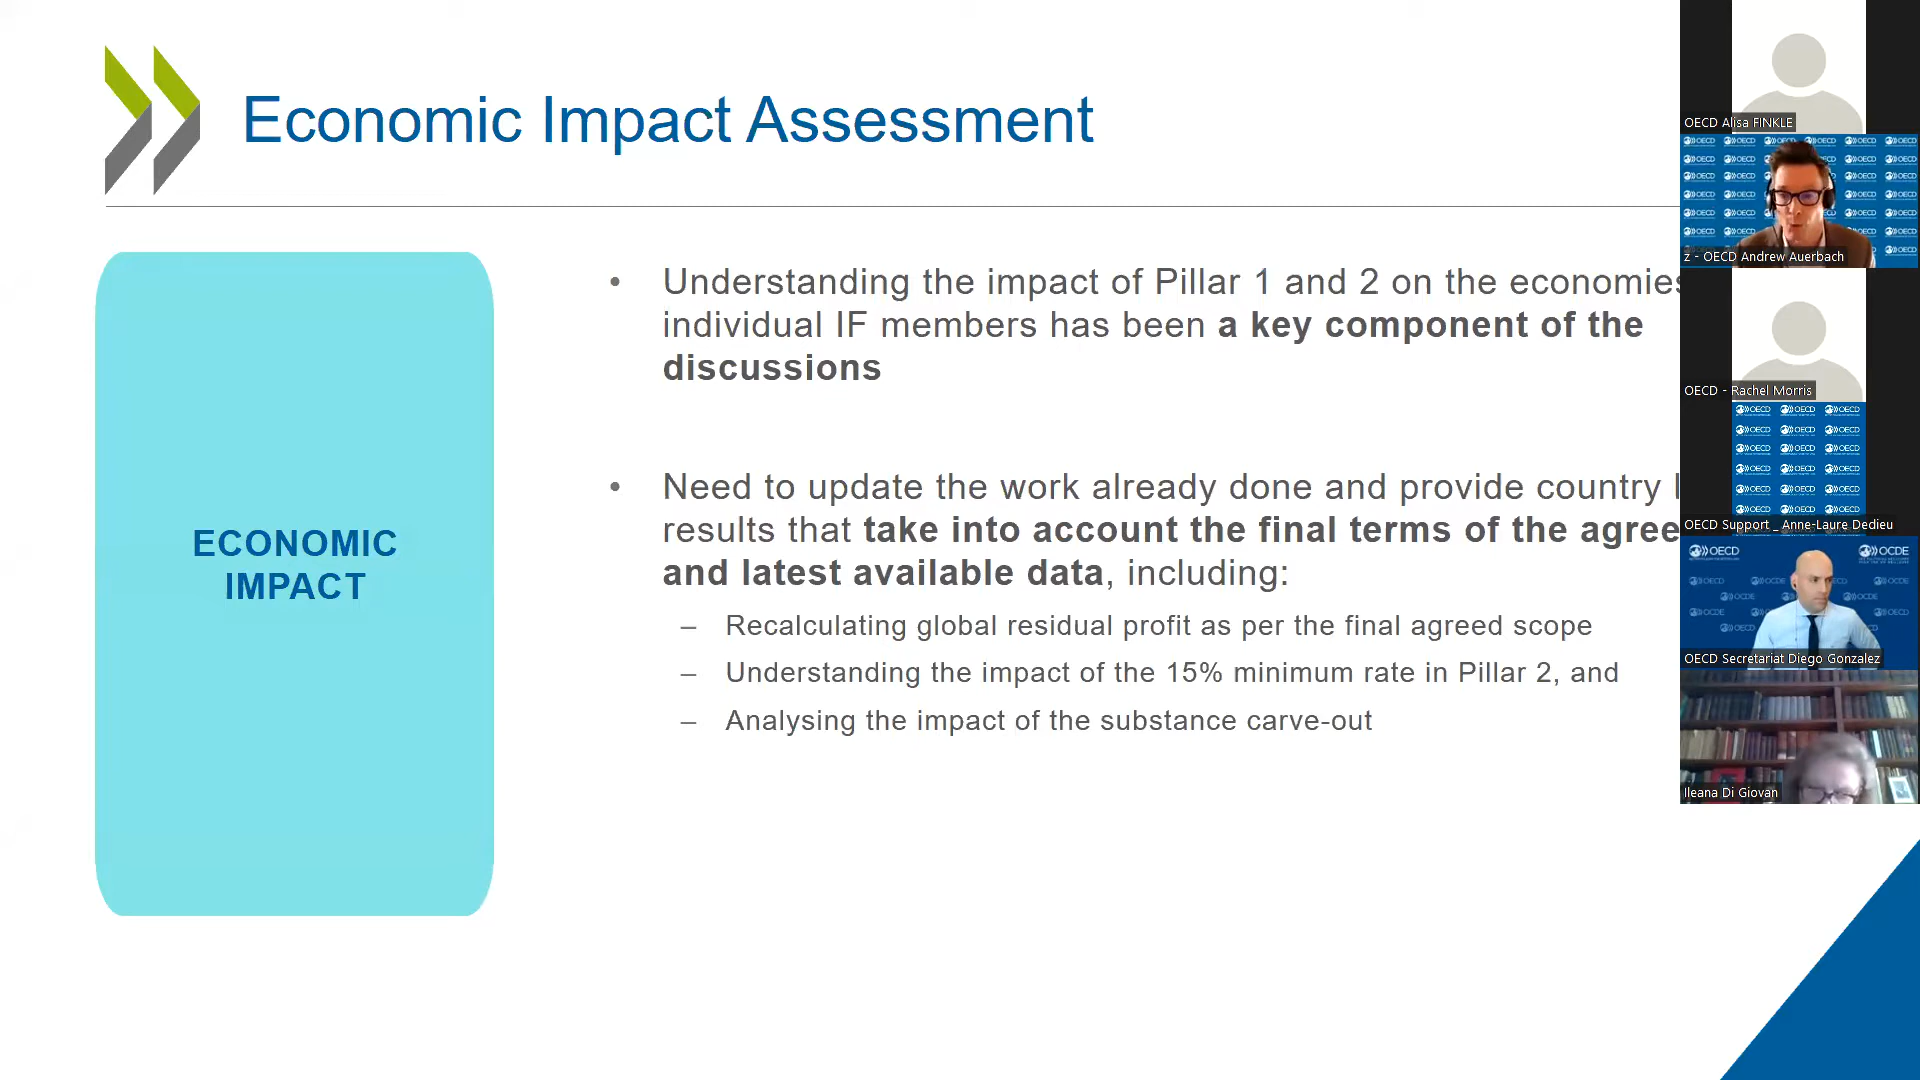 Economic Impact Assessment
ECONOMIC
IMPACT
• Understanding the impact of Pillar 1 and 2 on the economies
individual IF members has been a key component of the
discussions
• Need to update the work already done and provide country
results that take into account the final terms of the agree
and latest available data, including:
– Recalculating global residual profit as per the final agreed scope
– Understanding the impact of the 15% minimum rate in Pillar 2, and
– Analysing the impact of the substance carve-out
OECD Alisa FINKLE
z - OECD Andrew Auerbach
OECD - Rachel Morris
OECD Support _ Anne-Laure Dedieu
OECD OCDE
OECD Secretariat Diego Gonzalez
Ileana Di Giovan